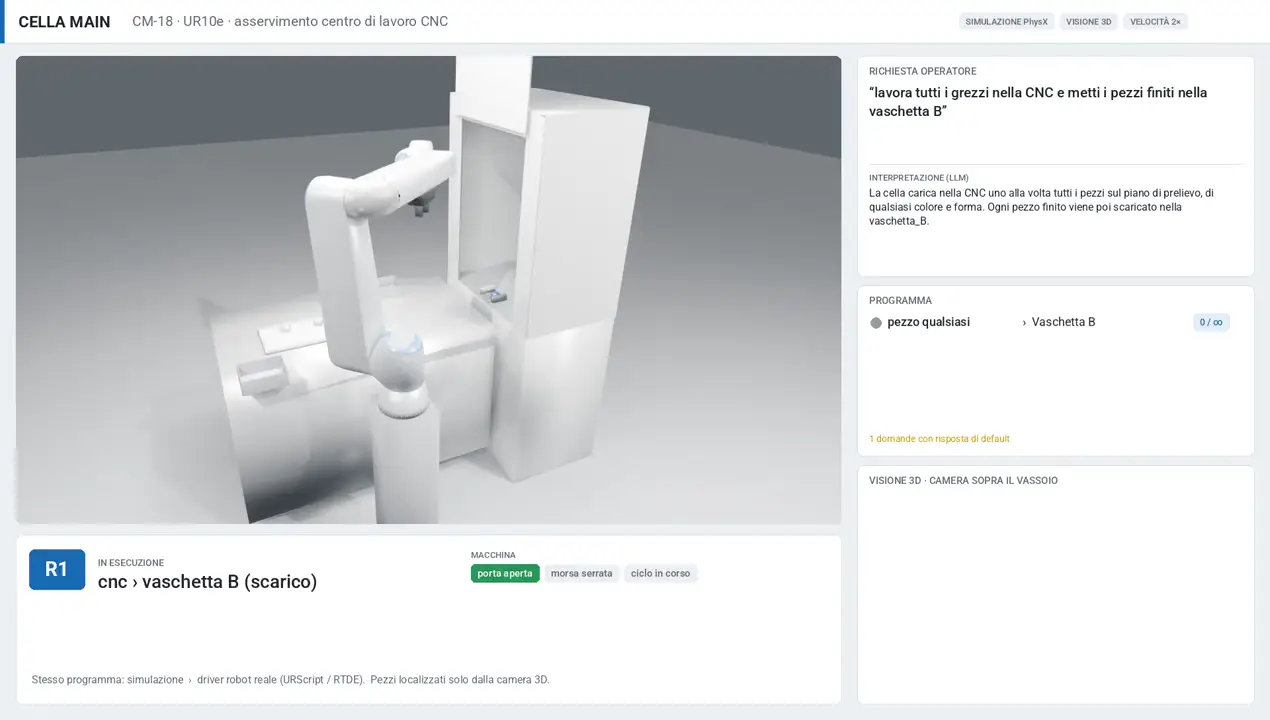 CELLA MAIN
CM-18 · UR10e · asservimento centro di lavoro CNC
SIMULAZIONE PhysX
VISIONE 3D
VELOCITÀ 2×
RICHIESTA OPERATORE
“lavora tutti i grezzi nella CNC e metti i pezzi finiti nella
vaschetta B”
INTERPRETAZIONE (LLM)
La cella carica nella CNC uno alla volta tutti i pezzi sul piano di prelievo, di
qualsiasi colore e forma. Ogni pezzo finito viene poi scaricato nella
vaschetta_B.
PROGRAMMA
pezzo qualsiasi
› Vaschetta B
0 / ∞
1 domande con risposta di default
VISIONE 3D · CAMERA SOPRA IL VASSOIO
R1
IN ESECUZIONE
cnc › vaschetta B (scarico)
MACCHINA
porta aperta
morsa serrata
ciclo in corso
Stesso programma: simulazione › driver robot reale (URScript / RTDE). Pezzi localizzati solo dalla camera 3D.